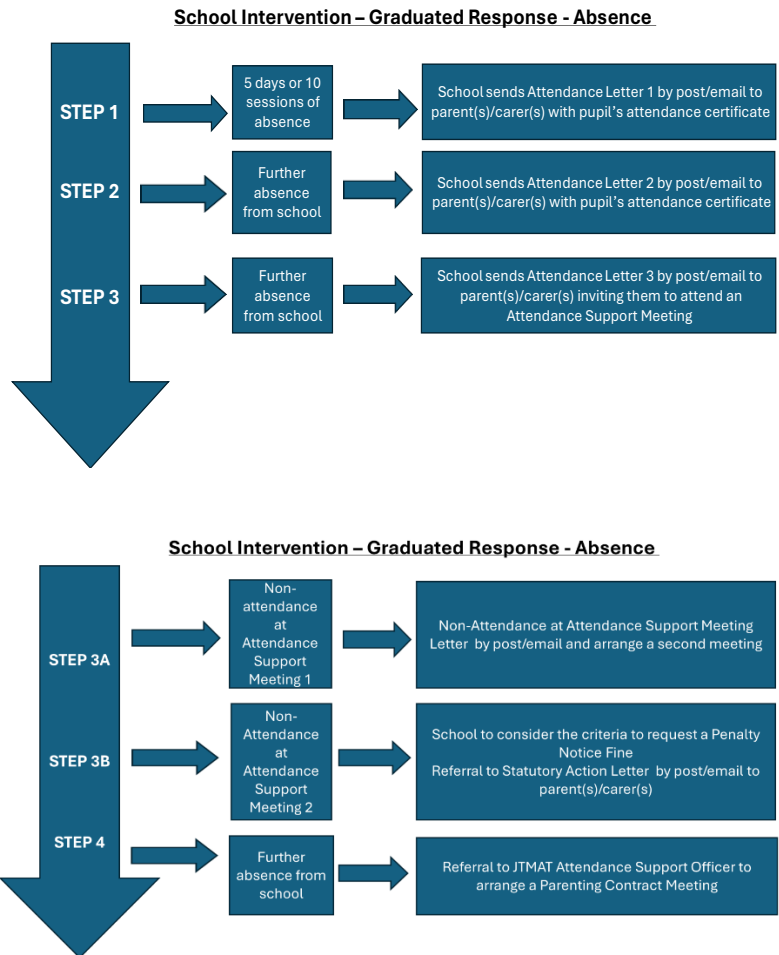 School Intervention – Graduated Response - Absence
STEP 1
5 days or 10
sessions of
absence
School sends Attendance Letter 1 by post/email to
parent(s)/carer(s) with pupil's attendance certificate
STEP 2
Further
absence
from school
School sends Attendance Letter 2 by post/email to
parent(s)/carer(s) with pupil's attendance certificate
STEP 3
Further
absence
from school
School sends Attendance Letter 3 by post/email to
parent(s)/carer(s) inviting them to attend an
Attendance Support Meeting
School Intervention – Graduated Response - Absence
STEP 3A
Non-
attendance
at
Attendance
Support
Meeting 1
Non-Attendance at Attendance Support Meeting
Letter by post/email and arrange a second meeting
STEP 3B
Non-
Attendance
at
Attendance
Support
Meeting 2
School to consider the criteria to request a Penalty
Notice Fine
Referral to Statutory Action Letter by post/email to
parent(s)/carer(s)
STEP 4
Further
absence from
school
Referral to JTMAT Attendance Support Officer to
arrange a Parenting Contract Meeting